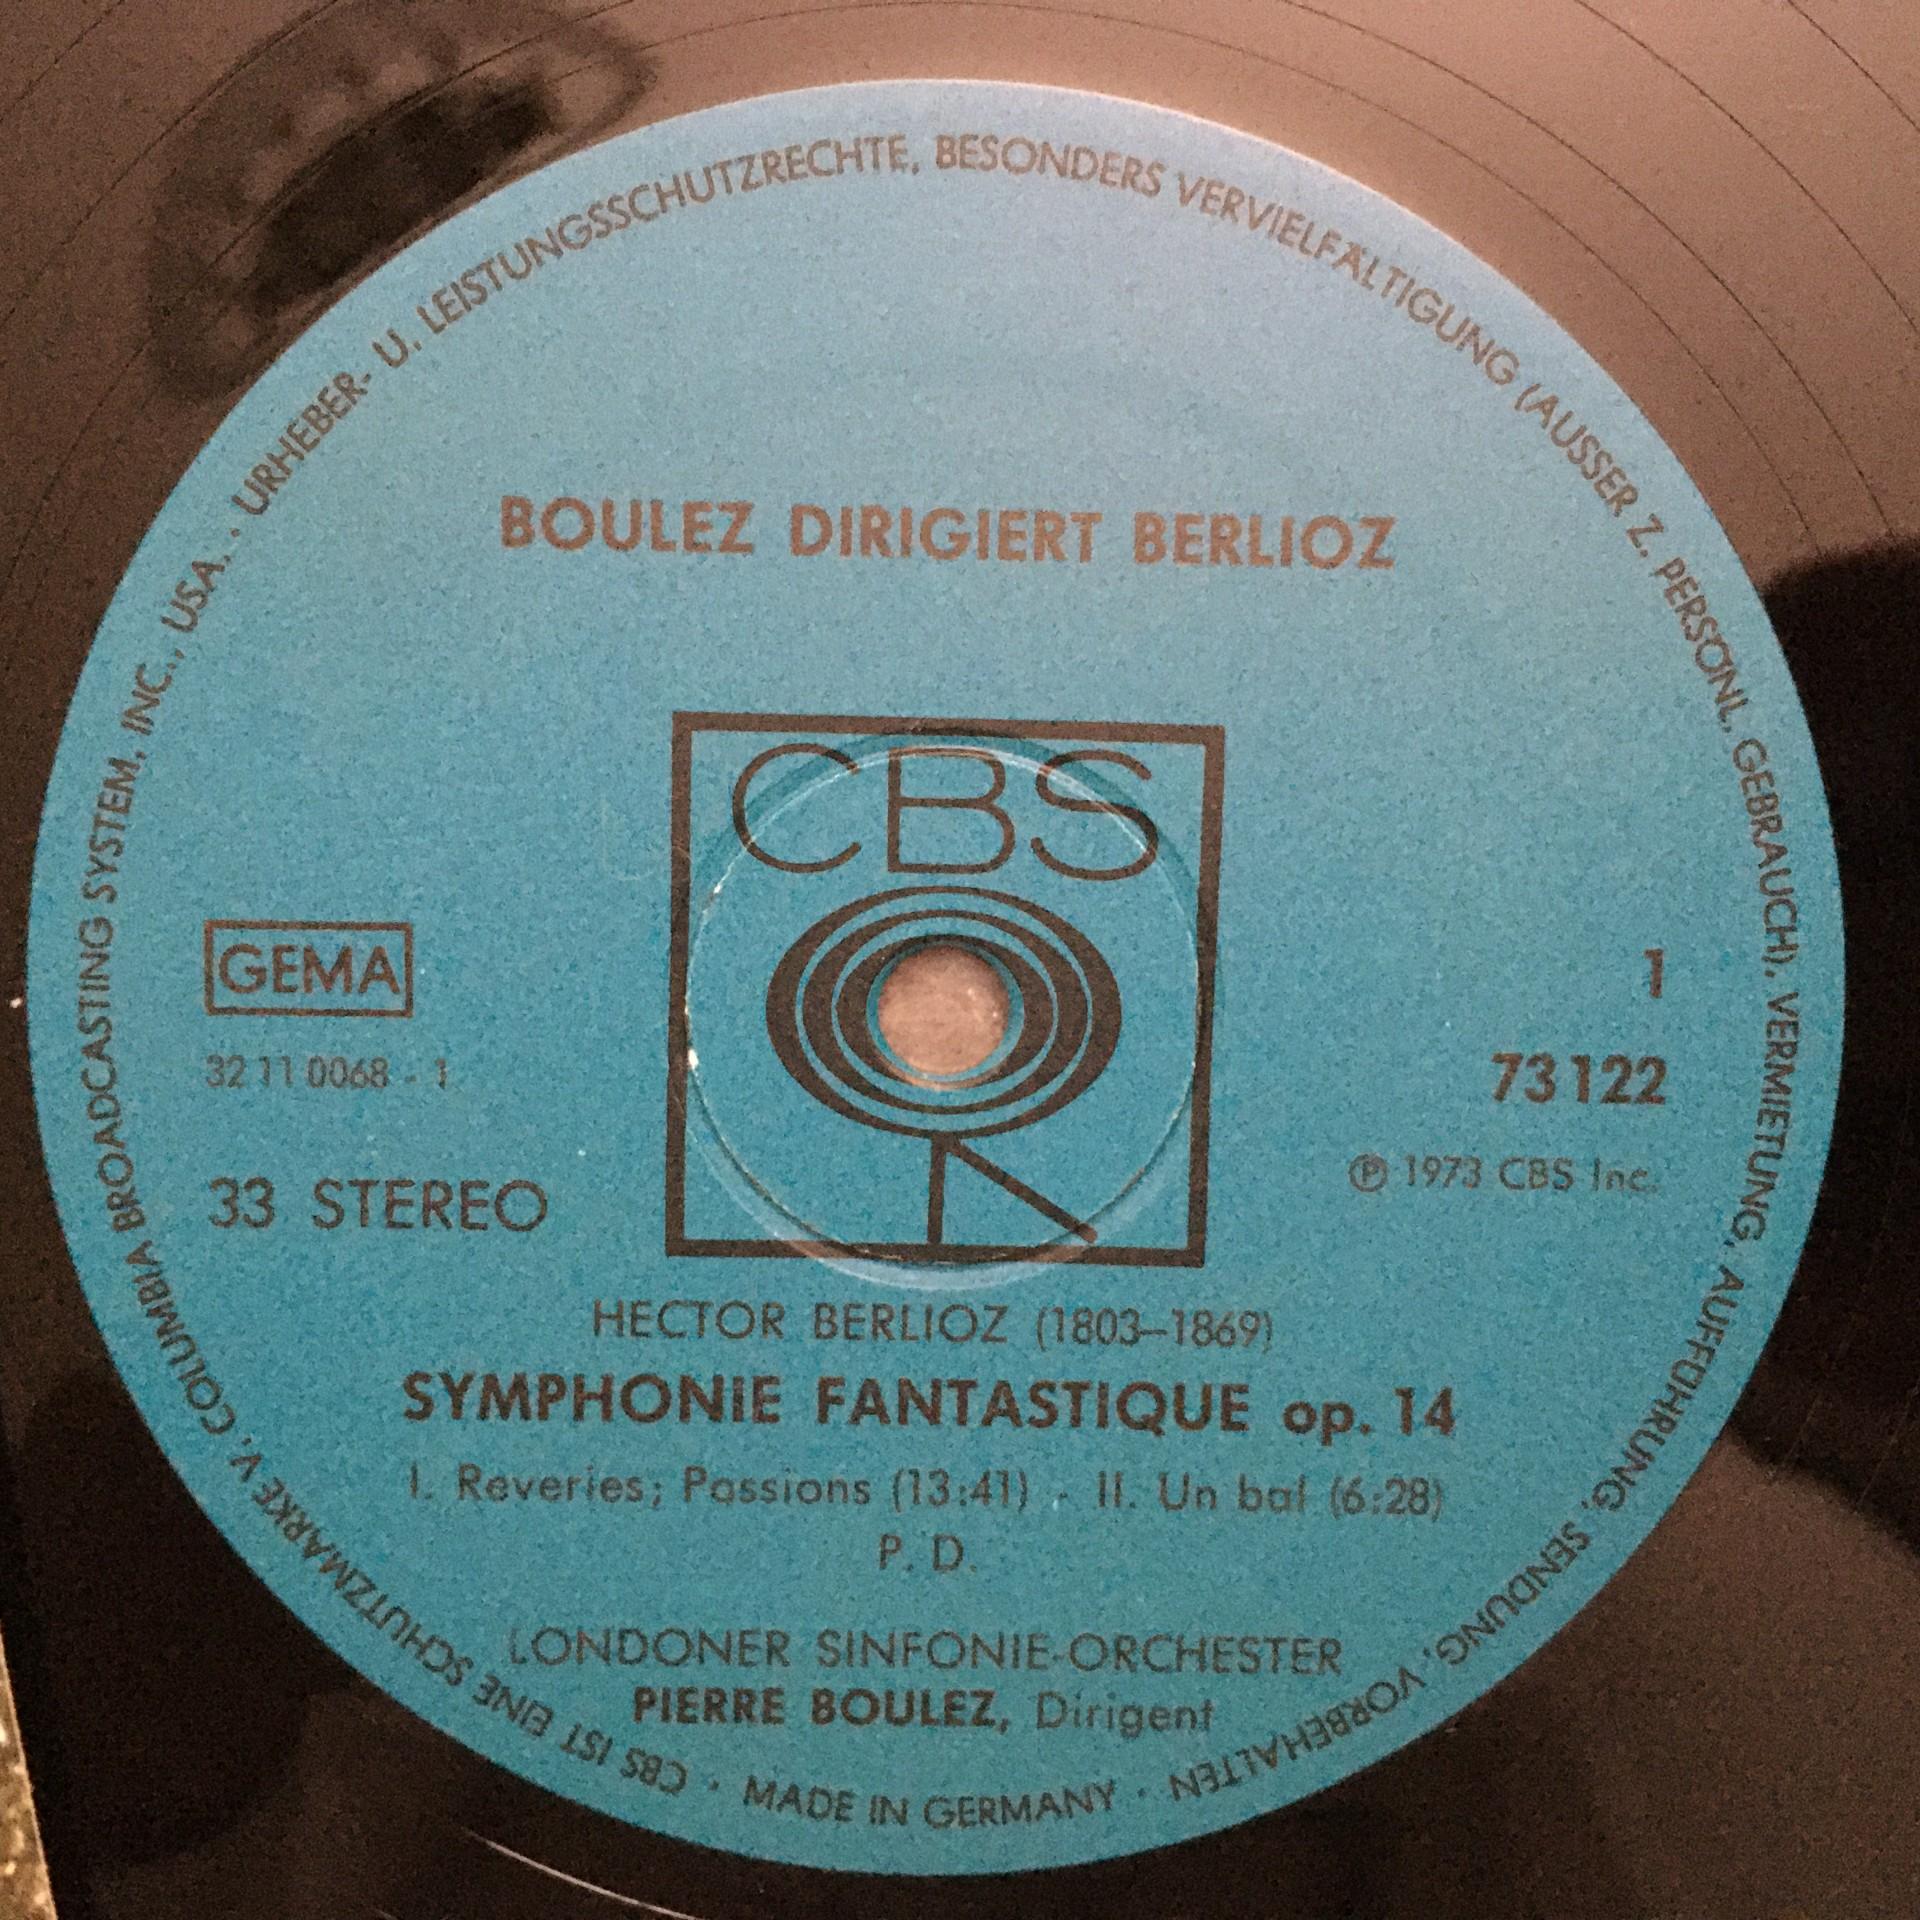 BOULEZ DIRIGIERT BERLIOZ
CBS
GEMA
32 11 0068 - 1
33 STEREO
1
73 122
℗ 1973 CBS Inc.
HECTOR BERLIOZ (1803–1869)
SYMPHONIE FANTASTIQUE op. 14
I. Reveries; Passions (13:41) - II. Un bal (6:28)
P. D.
LONDONER SINFONIE-ORCHESTER
PIERRE BOULEZ, Dirigent
CBS IST EINE SCHUTZMARKE V. COLUMBIA BROADCASTING SYSTEM, INC., USA. · URHEBER- U. LEISTUNGSSCHUTZRECHTE, BESONDERS VERVIELFÄLTIGUNG (AUSSER Z. PERSÖNL. GEBRAUCH), VERMIETUNG, AUFFÜHRUNG, SENDUNG, VORBEHALTEN · MADE IN GERMANY ·